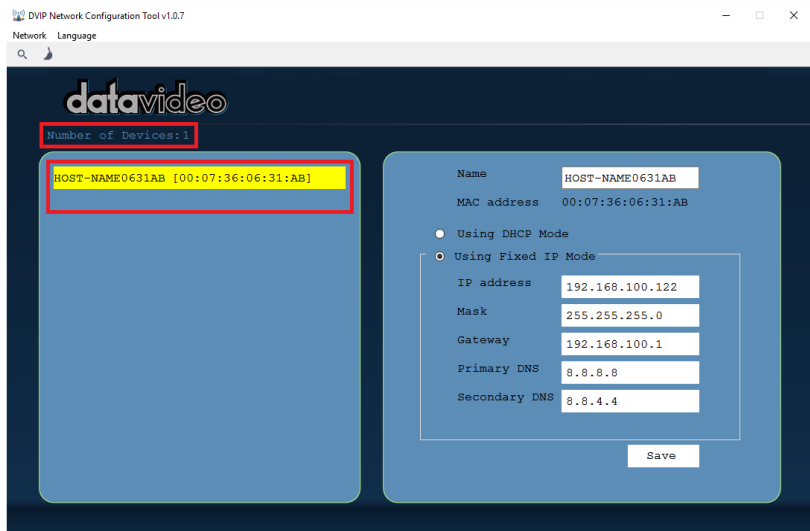 DVIP Network Configuration Tool v1.0.7
Network Language
datavideo
Number of Devices:1
HOST-NAME0631AB [00:07:36:06:31:AB]
Name HOST-NAME0631AB
MAC address 00:07:36:06:31:AB
Using DHCP Mode
Using Fixed IP Mode
IP address 192.168.100.122
Mask 255.255.255.0
Gateway 192.168.100.1
Primary DNS 8.8.8.8
Secondary DNS 8.8.4.4
Save